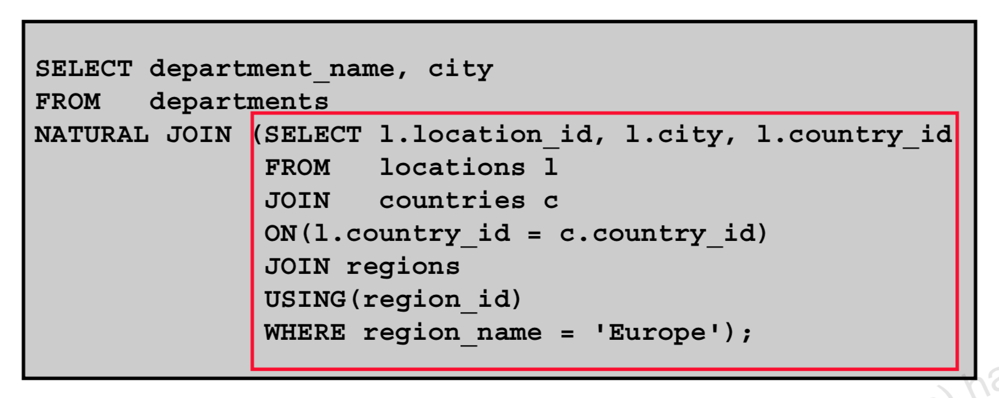 SELECT department_name, city
FROM   departments
NATURAL JOIN (SELECT l.location_id, l.city, l.country_id
              FROM   locations l
              JOIN   countries c
              ON(l.country_id = c.country_id)
              JOIN regions
              USING(region_id)
              WHERE region_name = 'Europe');